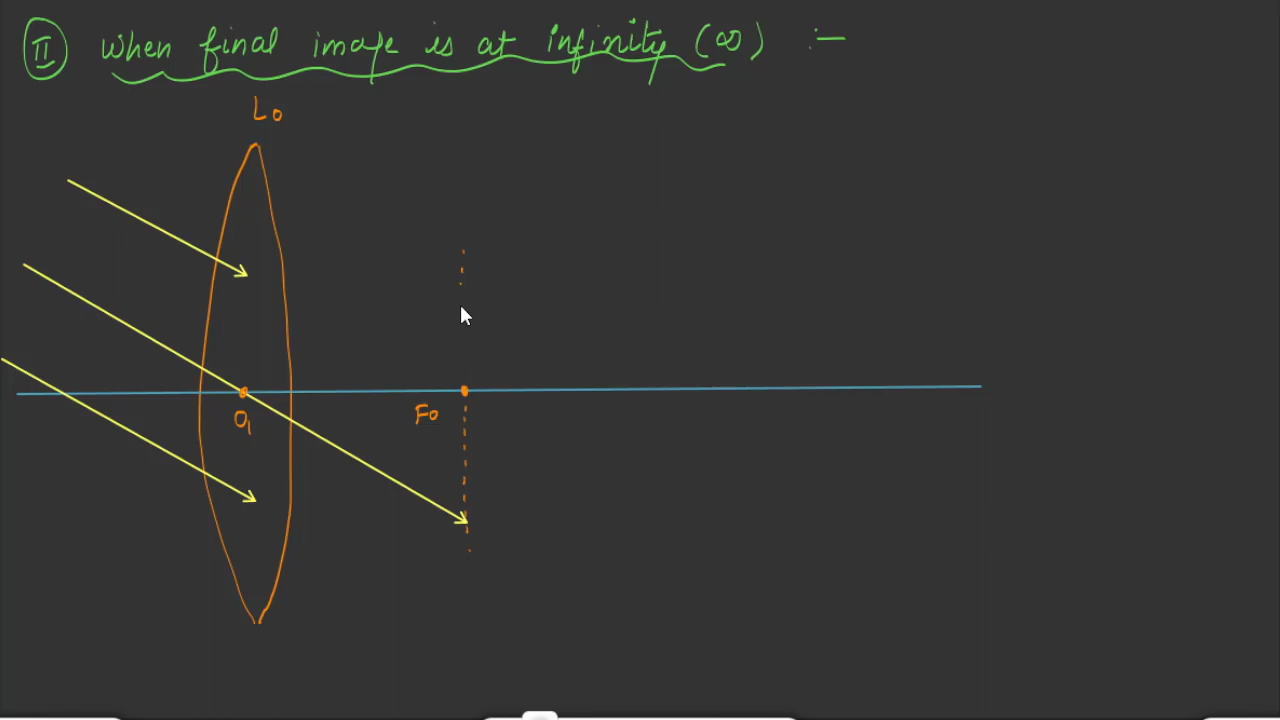 II when final image is at infinity (∞) :-
Lo
O1
Fo